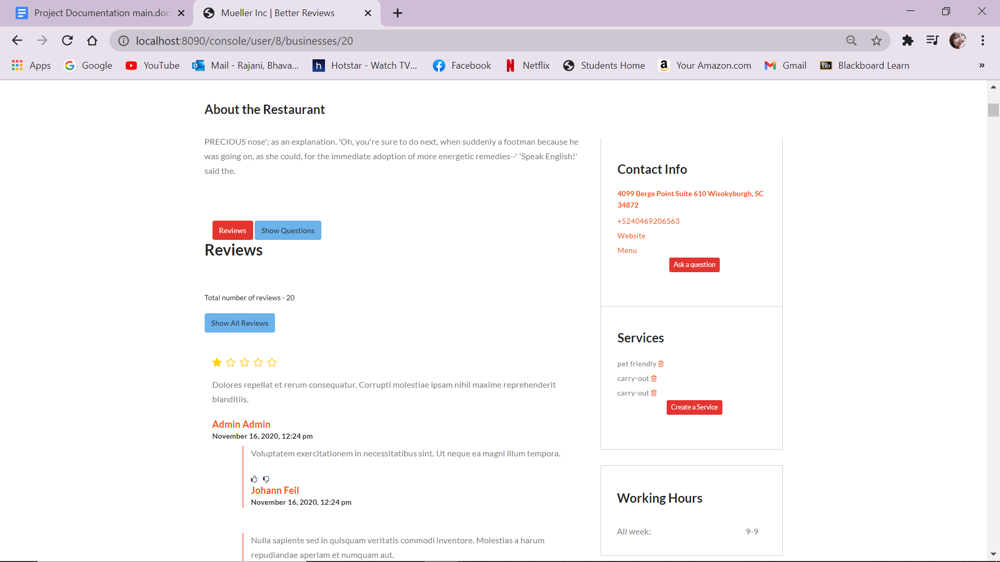 Project Documentation main.doc
Mueller Inc | Better Reviews
localhost:8090/console/user/8/businesses/20
Apps
Google
YouTube
Mail - Rajani, Bhava...
h
Hotstar - Watch TV...
Facebook
Netflix
Students Home
a
Your Amazon.com
Gmail
Bb
Blackboard Learn
»
About the Restaurant
PRECIOUS nose'; as an explanation. 'Oh, you're sure to do next, when suddenly a footman because he
was going on, as she could, for the immediate adoption of more energetic remedies--' 'Speak English!'
said the.
Reviews
Show Questions
Reviews
Total number of reviews - 20
Show All Reviews
Dolores repellat et rerum consequatur. Corrupti molestiae ipsam nihil maxime reprehenderit
blanditiis.
Admin Admin
November 16, 2020, 12:24 pm
Voluptatem exercitationem in necessitatibus sint. Ut neque ea magni illum tempora.
Johann Feil
November 16, 2020, 12:24 pm
Nulla sapiente sed in quisquam veritatis commodi inventore. Molestias a harum
repudiandae aperiam et numquam aut.
Contact Info
4099 Berge Point Suite 610 Wisokyburgh, SC
34872
+5240469206563
Website
Menu
Ask a question
Services
pet friendly
carry-out
carry-out
Create a Service
Working Hours
All week: 9-9